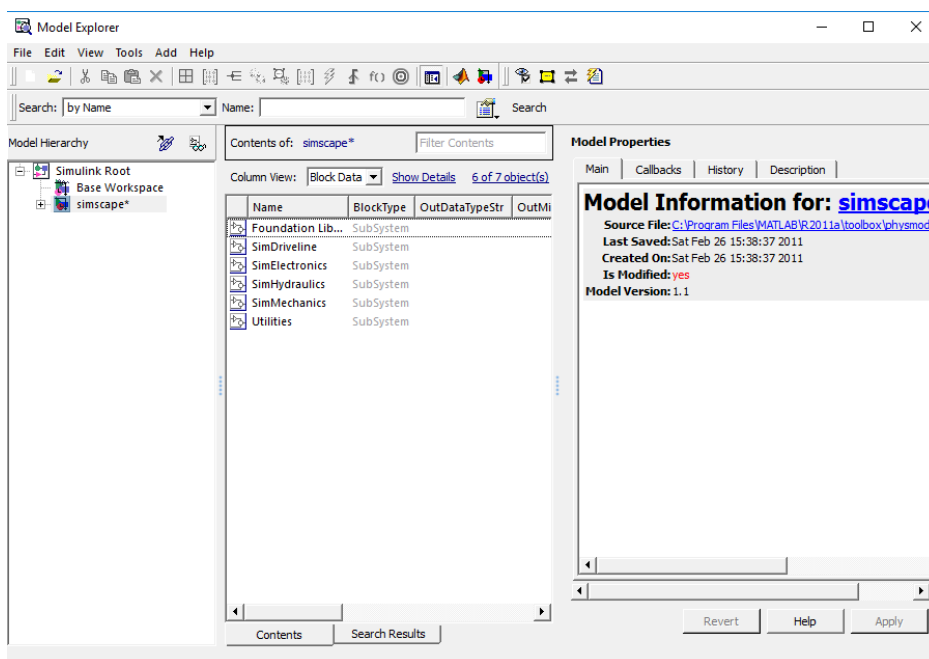 Model Explorer
File Edit View Tools Add Help
Search: by Name Name: Search
Model Hierarchy
Simulink Root
Base Workspace
simscape*
Contents of: simscape* Filter Contents
Column View: Block Data Show Details 6 of 7 object(s)
Name BlockType OutDataTypeStr OutMi
Foundation Lib... SubSystem
SimDriveline SubSystem
SimElectronics SubSystem
SimHydraulics SubSystem
SimMechanics SubSystem
Utilities SubSystem
Contents Search Results
Model Properties
Main Callbacks History Description
Model Information for: simscape
Source File: C:\Program Files\MATLAB\R2011a\toolbox\physmod
Last Saved: Sat Feb 26 15:38:37 2011
Created On: Sat Feb 26 15:38:37 2011
Is Modified: yes
Model Version: 1.1
Revert Help Apply